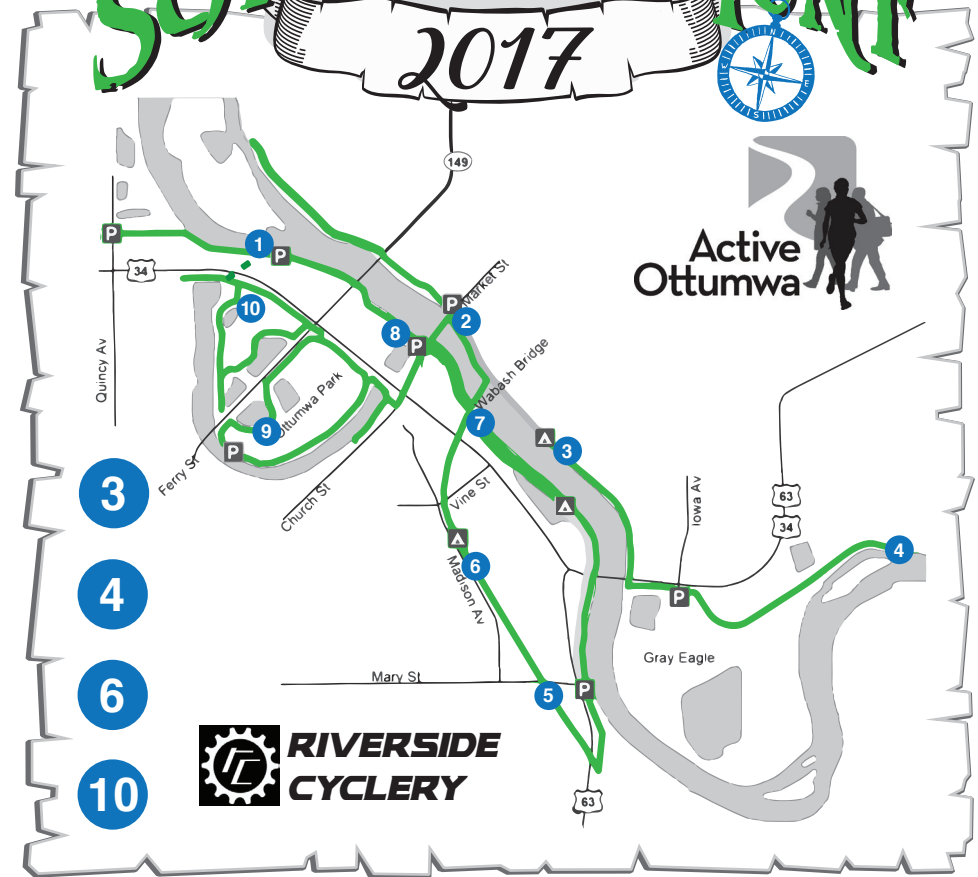 2017
N
E
S
149
Active
Ottumwa
P
1
P
34
Market St
P
2
10
8
P
Quincy Av
Wabash Bridge
Ottumwa Park
7
9
3
P
Ferry St
Church St
Vine St
Iowa Av
63
34
3
6
Madison Av
4
4
P
Gray Eagle
Mary St
P
5
6
RIVERSIDE
CYCLERY
63
10